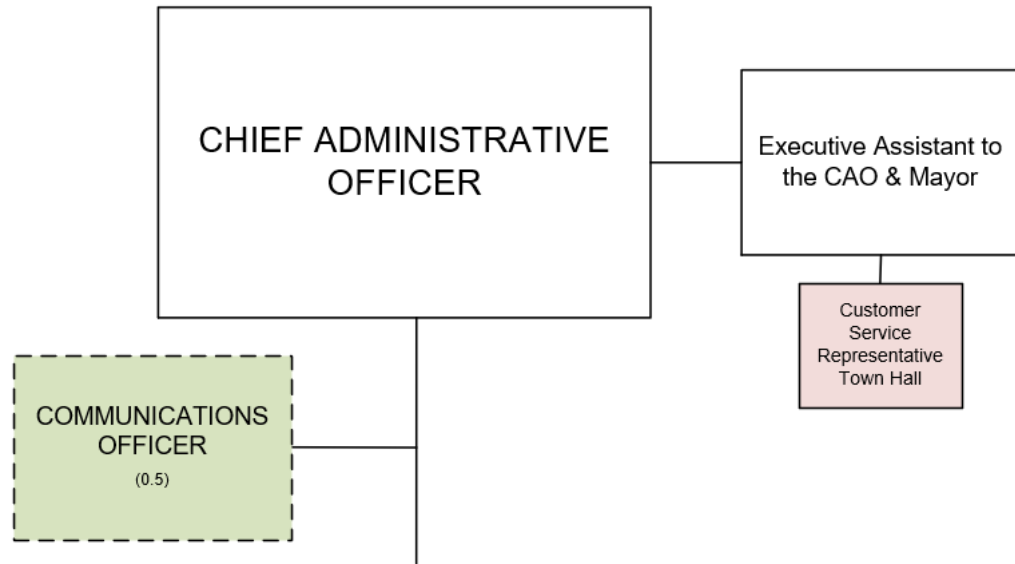 CHIEF ADMINISTRATIVE
OFFICER
Executive Assistant to
the CAO & Mayor
Customer
Service
Representative
Town Hall
COMMUNICATIONS
OFFICER
(0.5)